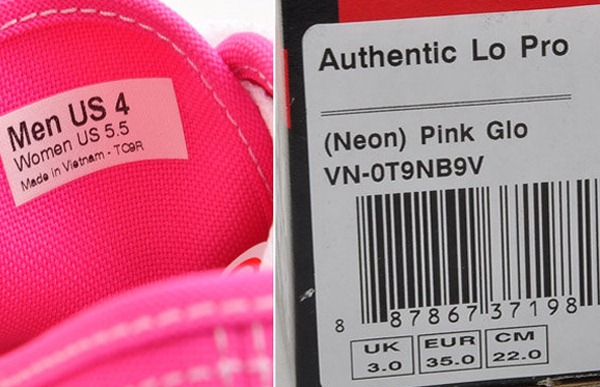 Men US 4
Women US 5.5
Made in Vietnam - TC9R
Authentic Lo Pro
(Neon) Pink Glo
VN-0T9NB9V
8 87867 37198
UK EUR CM
3.0 35.0 22.0